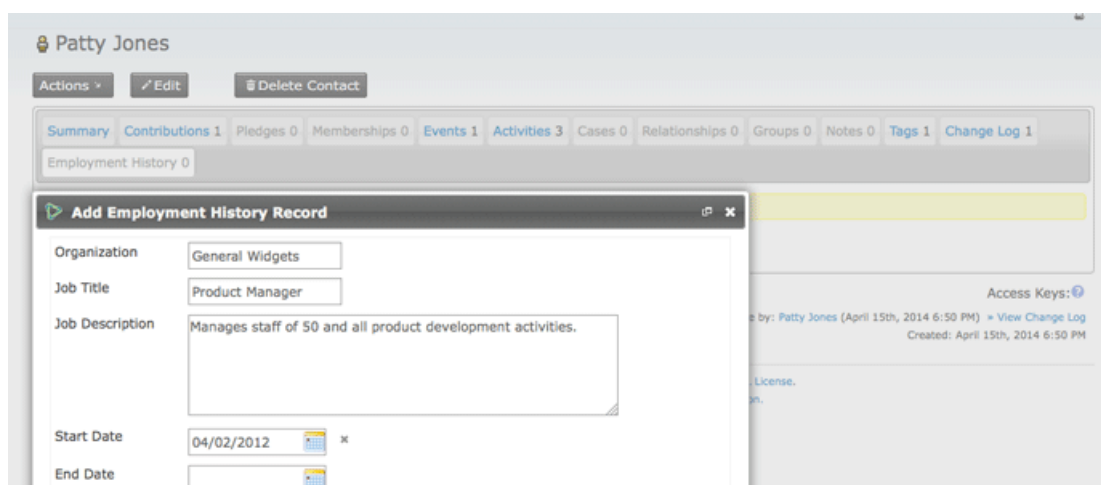 Patty Jones
Actions Edit Delete Contact
Summary Contributions 1 Pledges 0 Memberships 0 Events 1 Activities 3 Cases 0 Relationships 0 Groups 0 Notes 0 Tags 1 Change Log 1
Employment History 0
Add Employment History Record
Organization General Widgets
Job Title Product Manager
Access Keys:
Job Description Manages staff of 50 and all product development activities.
by: Patty Jones (April 15th, 2014 6:50 PM) » View Change Log
Created: April 15th, 2014 6:50 PM
License.
Start Date 04/02/2012
End Date